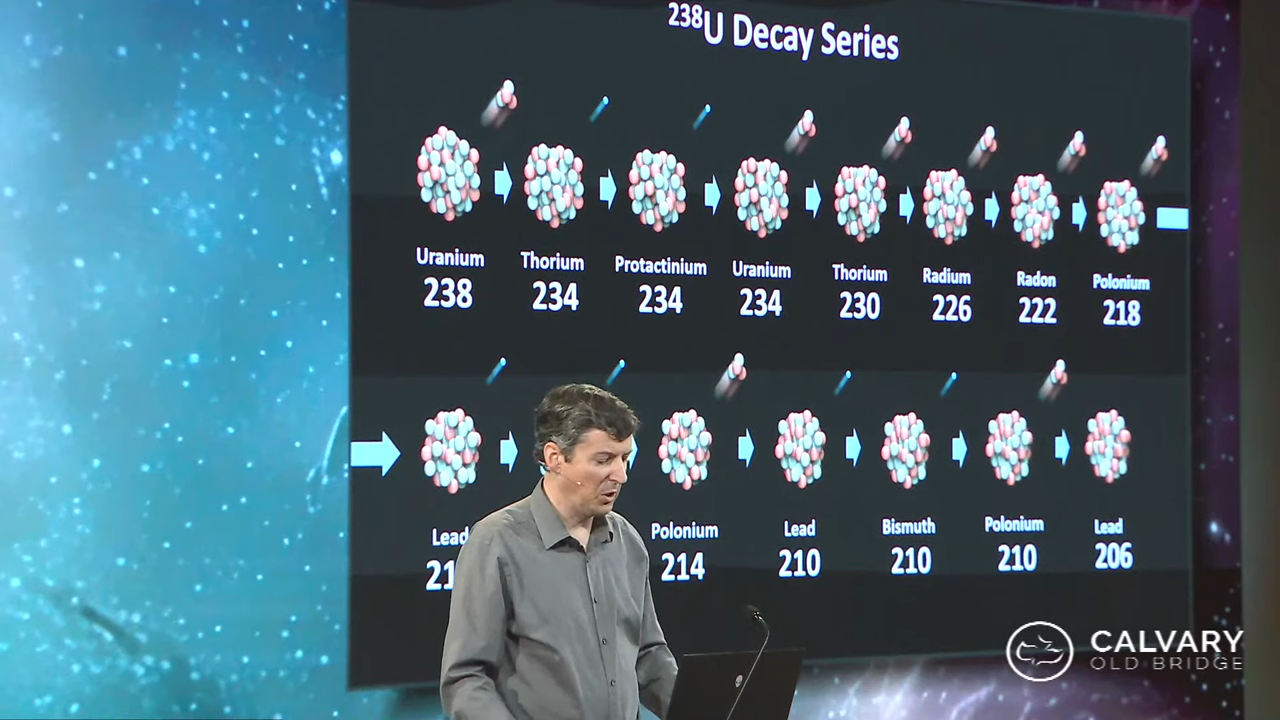 ²³⁸U Decay Series
Uranium Thorium Protactinium Uranium Thorium Radium Radon Polonium
238 234 234 234 230 226 222 218
Lead Polonium Lead Bismuth Polonium Lead
214 210 210 210 206
CALVARY
OLD BRIDGE